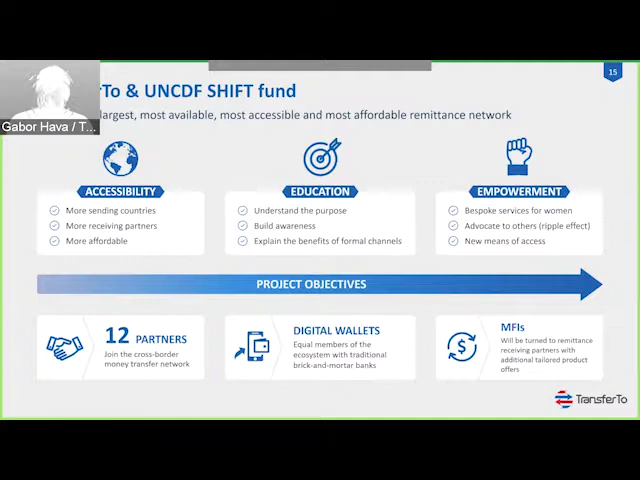 15
rTo & UNCDF SHIFT fund
Gabor Hava / T...
largest, most available, most accessible and most affordable remittance network
ACCESSIBILITY
More sending countries
More receiving partners
More affordable
EDUCATION
Understand the purpose
Build awareness
Explain the benefits of formal channels
EMPOWERMENT
Bespoke services for women
Advocate to others (ripple effect)
New means of access
PROJECT OBJECTIVES
12 PARTNERS
Join the cross-border
money transfer network
DIGITAL WALLETS
Equal members of the
ecosystem with traditional
brick-and-mortar banks
$
MFIs
Will be turned to remittance
receiving partners with
additional tailored product
offers
TransferTo